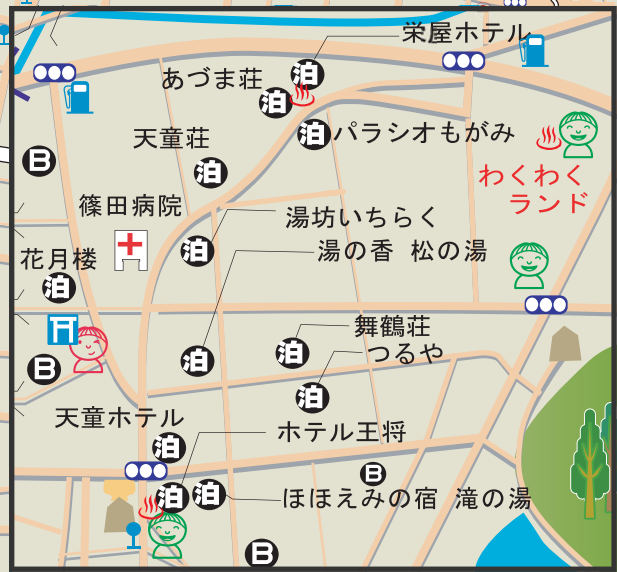 栄屋ホテル
泊
あづま荘
泊
泊 パラシオもがみ
天童荘
泊
わくわく
ランド
B
篠田病院
湯坊いちらく
泊
湯の香 松の湯
花月楼
泊
舞鶴荘
泊
つるや
泊
B
泊
天童ホテル
泊
ホテル王将
B
泊
泊
ほほえみの宿 滝の湯
B